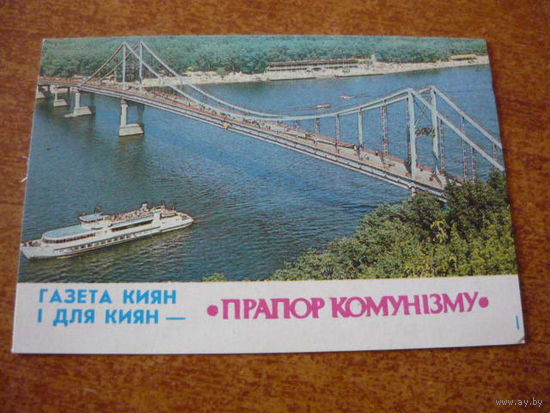 ГАЗЕТА КИЯН
І ДЛЯ КИЯН —
•ПРАПОР КОМУНІЗМУ•
www.ay.by